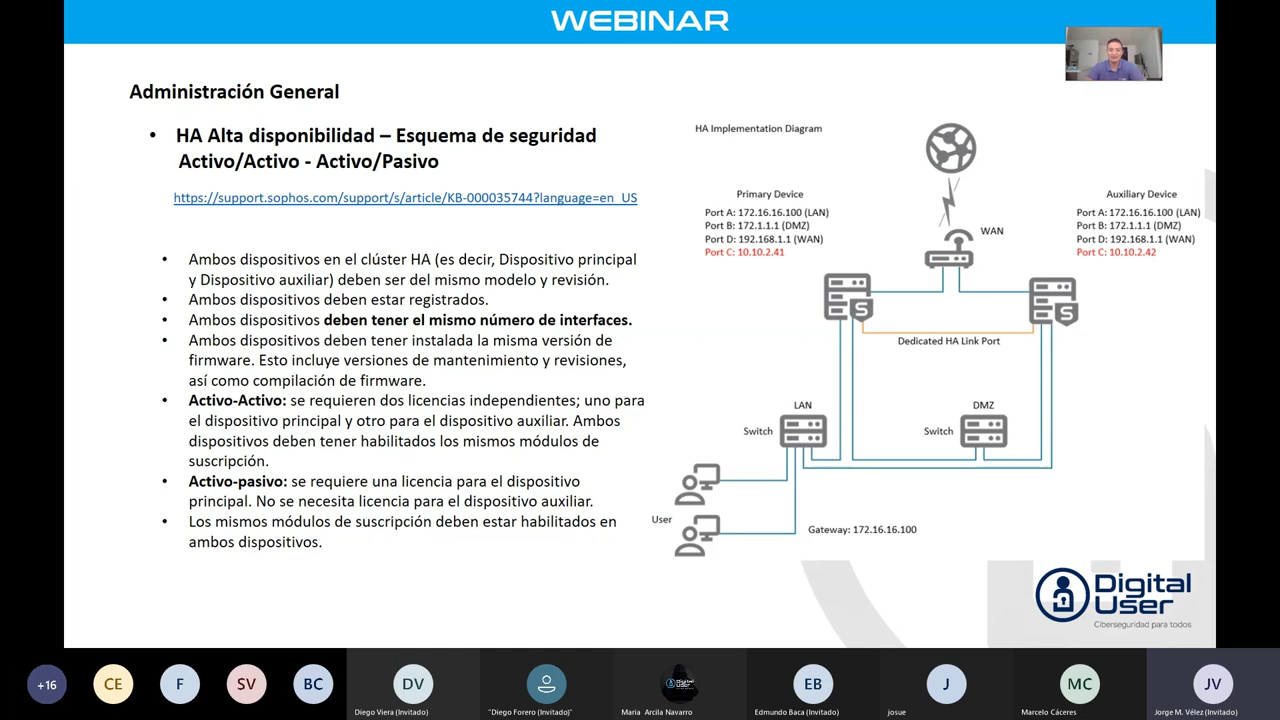 WEBINAR
Administración General
• HA Alta disponibilidad – Esquema de seguridad
Activo/Activo - Activo/Pasivo
https://support.sophos.com/support/s/article/KB-000035744?language=en_US
• Ambos dispositivos en el clúster HA (es decir, Dispositivo principal
y Dispositivo auxiliar) deben ser del mismo modelo y revisión.
• Ambos dispositivos deben estar registrados.
• Ambos dispositivos deben tener el mismo número de interfaces.
• Ambos dispositivos deben tener instalada la misma versión de
firmware. Esto incluye versiones de mantenimiento y revisiones,
así como compilación de firmware.
• Activo-Activo: se requieren dos licencias independientes; uno para
el dispositivo principal y otro para el dispositivo auxiliar. Ambos
dispositivos deben tener habilitados los mismos módulos de
suscripción.
• Activo-pasivo: se requiere una licencia para el dispositivo
principal. No se necesita licencia para el dispositivo auxiliar.
• Los mismos módulos de suscripción deben estar habilitados en
ambos dispositivos.
HA Implementation Diagram
Primary Device
Port A: 172.16.16.100 (LAN)
Port B: 172.1.1.1 (DMZ)
Port D: 192.168.1.1 (WAN)
Port C: 10.10.2.41
WAN
Auxiliary Device
Port A: 172.16.16.100 (LAN)
Port B: 172.1.1.1 (DMZ)
Port D: 192.168.1.1 (WAN)
Port C: 10.10.2.42
S
S
Dedicated HA Link Port
LAN
Switch
DMZ
Switch
User
Gateway: 172.16.16.100
Digital
User
Ciberseguridad para todos
+16
CE
F
SV
BC
DV
Diego Viera (Invitado)
"Diego Forero (Invitado)"
Digital
Maria Arcila Navarro
EB
Edmundo Baca (Invitado)
J
josue
MC
Marcelo Cáceres
JV
Jorge M. Vélez (Invitado)